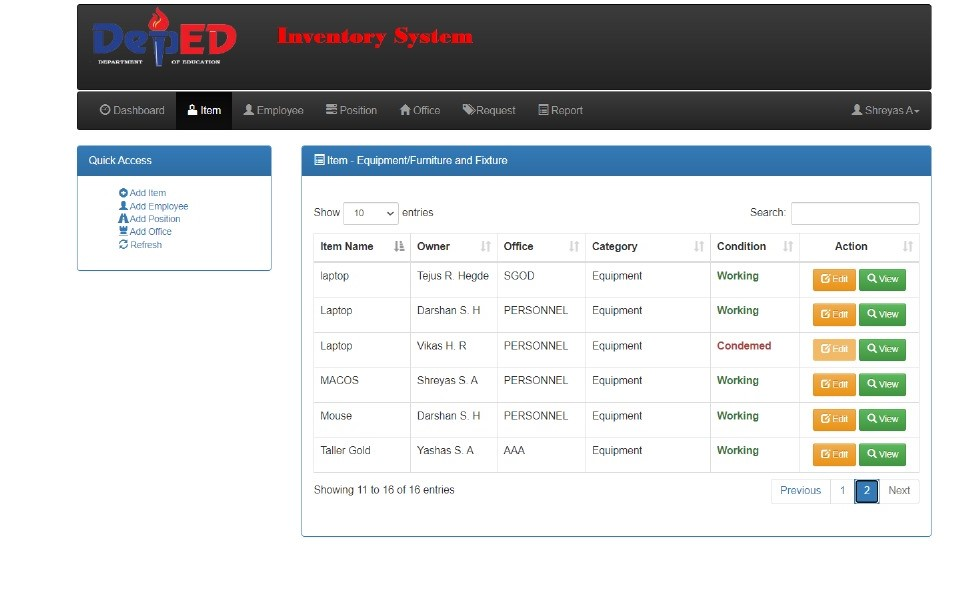 DepED
DEPARTMENT OF EDUCATION
Inventory System
Dashboard Item Employee Position Office Request Report Shreyas A
Quick Access
Add Item
Add Employee
Add Position
Add Office
Refresh
Item - Equipment/Furniture and Fixture
Show 10 entries Search:
Item Name Owner Office Category Condition Action
laptop Tejus R. Hegde SGOD Equipment Working Edit View
Laptop Darshan S. H PERSONNEL Equipment Working Edit View
Laptop Vikas H. R PERSONNEL Equipment Condemed Edit View
MACOS Shreyas S. A PERSONNEL Equipment Working Edit View
Mouse Darshan S. H PERSONNEL Equipment Working Edit View
Taller Gold Yashas S. A AAA Equipment Working Edit View
Showing 11 to 16 of 16 entries Previous 1 2 Next